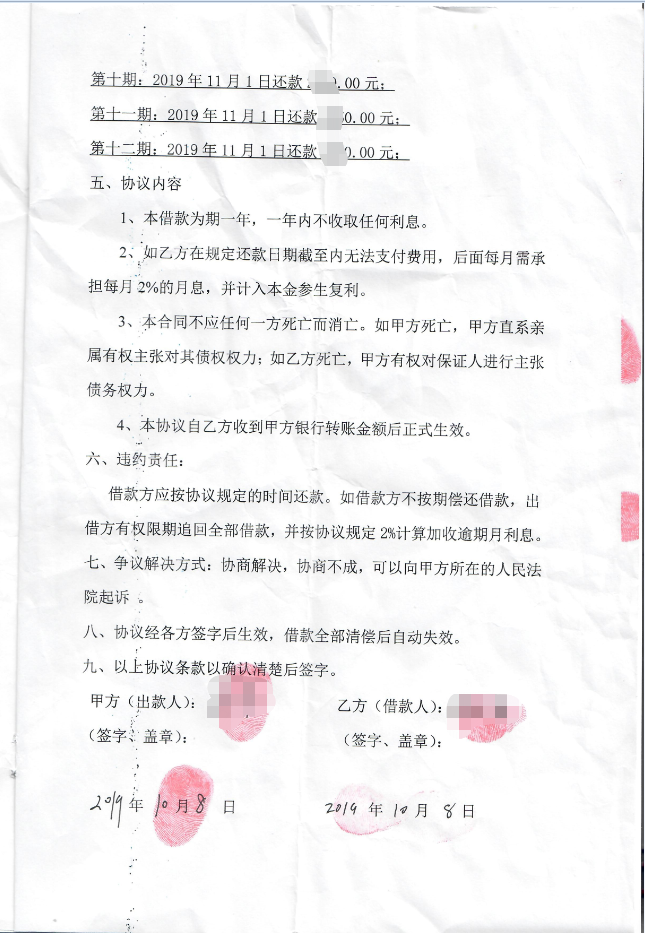 第十期：2019 年 11 月 1 日还款 .00 元；
第十一期：2019 年 11 月 1 日还款 0.00 元；
第十二期：2019 年 11 月 1 日还款 0.00 元；
五、协议内容
1、本借款为期一年，一年内不收取任何利息。
2、如乙方在规定还款日期截至内无法支付费用，后面每月需承
担每月 2%的月息，并计入本金参生复利。
3、本合同不应任何一方死亡而消亡。如甲方死亡，甲方直系亲
属有权主张对其债权权力；如乙方死亡，甲方有权对保证人进行主张
债务权力。
4、本协议自乙方收到甲方银行转账金额后正式生效。
六、违约责任：
借款方应按协议规定的时间还款。如借款方不按期偿还借款，出
借方有权限期追回全部借款，并按协议规定 2%计算加收逾期月利息。
七、争议解决方式：协商解决，协商不成，可以向甲方所在的人民法
院起诉 。
八、协议经各方签字后生效，借款全部清偿后自动失效。
九、以上协议条款以确认清楚后签字。
甲方（出款人）： 乙方（借款人）：
（签字、盖章）： （签字、盖章）：
2019 年 10 月 8 日 2019 年 10 月 8 日